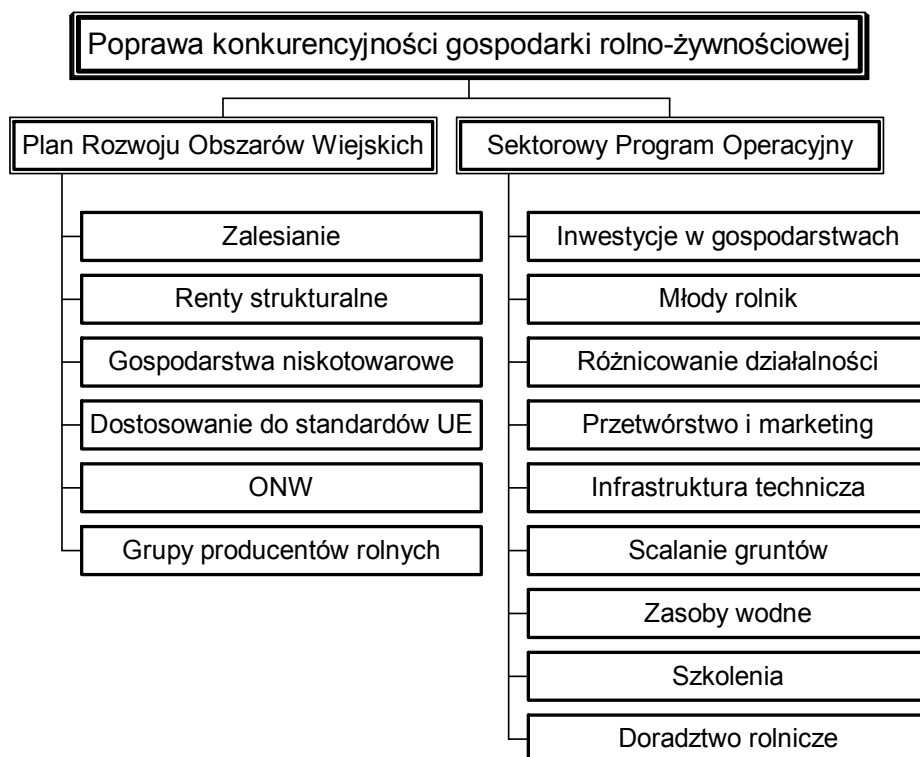 Poprawa konkurencyjności gospodarki rolno-żywnościowej
Plan Rozwoju Obszarów Wiejskich
Zalesianie
Renty strukturalne
Gospodarstwa niskotowarowe
Dostosowanie do standardów UE
ONW
Grupy producentów rolnych
Sektorowy Program Operacyjny
Inwestycje w gospodarstwach
Młody rolnik
Różnicowanie działalności
Przetwórstwo i marketing
Infrastruktura technicza
Scalanie gruntów
Zasoby wodne
Szkolenia
Doradztwo rolnicze